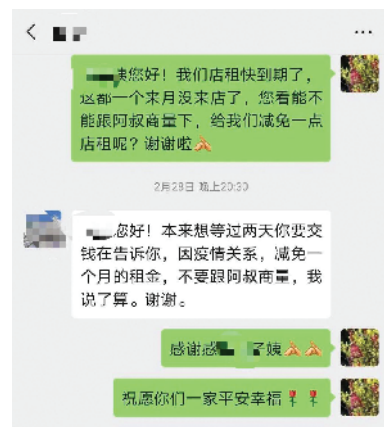 姨您好！我们店租快到期了，
这都一个来月没来店了，您看能不
能跟阿叔商量下，给我们减免一点
店租呢？谢谢啦
2月28日 晚上20:30
您好！本来想等过两天你要交
钱在告诉你，因疫情关系，减免一
个月的租金，不要跟阿叔商量，我
说了算。谢谢。
感谢感 子姨
祝愿你们一家平安幸福